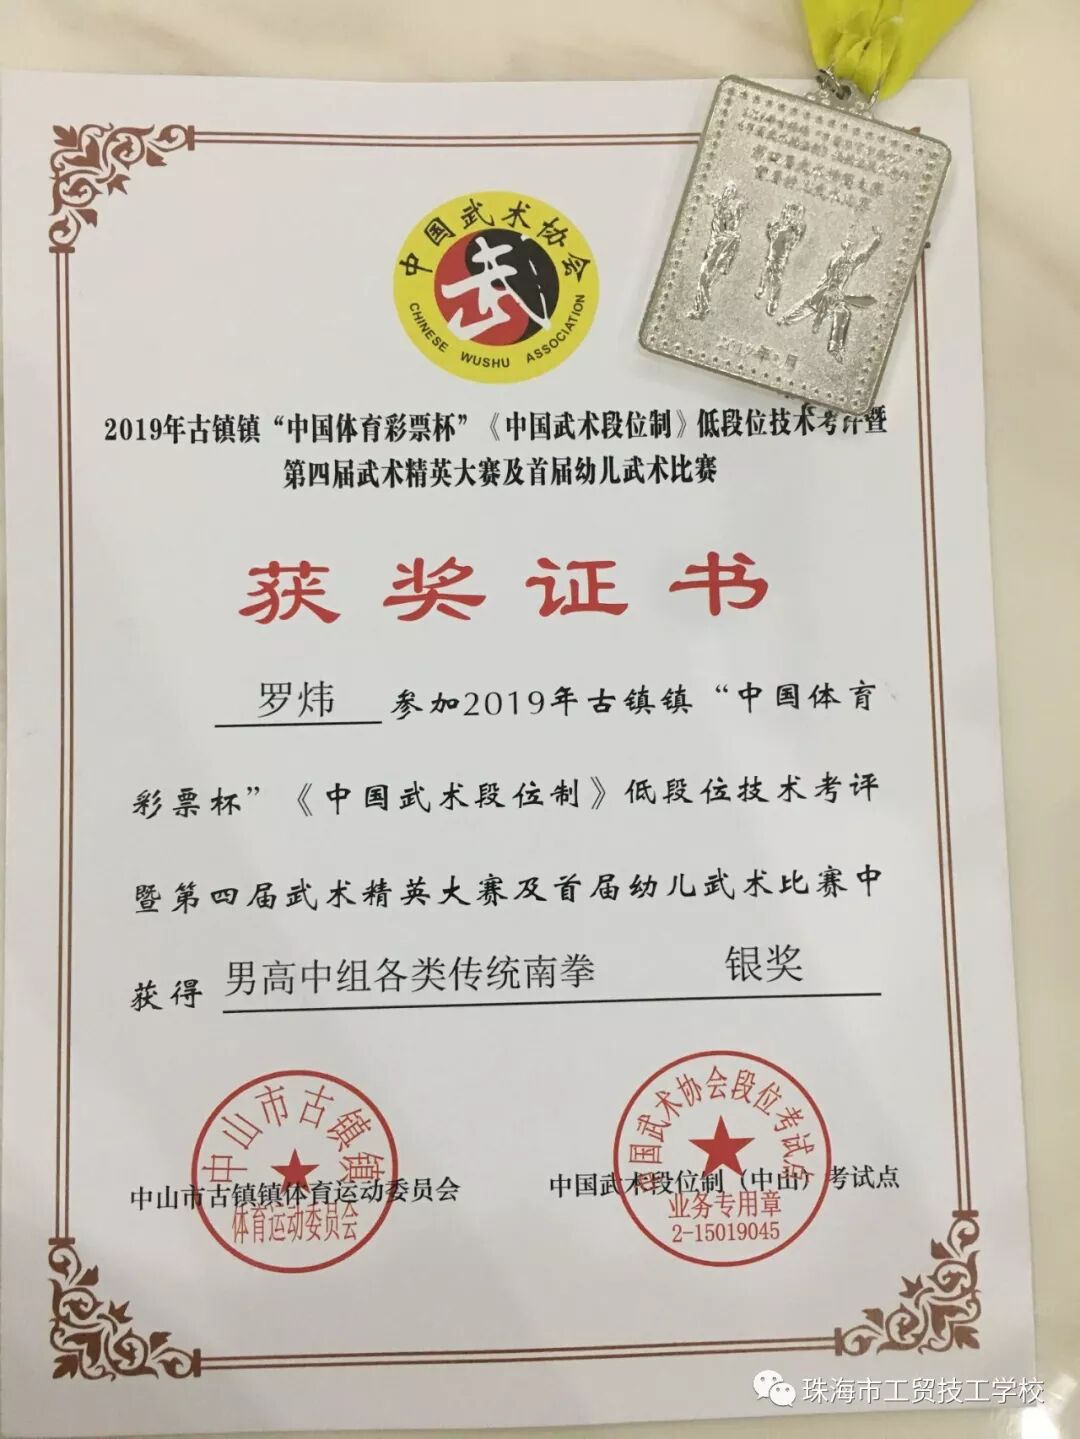 中国武术协会
武
CHINESE WUSHU ASSOCIATION
2019年古镇镇“中国体育彩票杯”《中国武术段位制》低段位技术考评暨
第四届武术精英大赛及首届幼儿武术比赛
获奖证书
罗炜 参加2019年古镇镇“中国体育
彩票杯”《中国武术段位制》低段位技术考评
暨第四届武术精英大赛及首届幼儿武术比赛中
获得 男高中组各类传统南拳 银奖
中山市古镇镇
中山市古镇镇体育运动委员会
体育运动委员会
中国武术协会段位考试点
中国武术段位制（中山）考试点
业务专用章
2-15019045
珠海市工贸技工学校